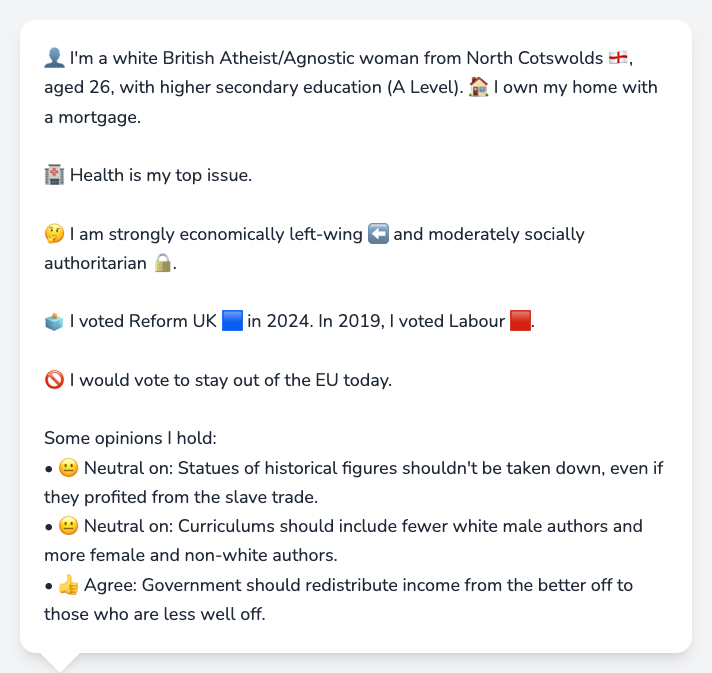 👤 I'm a white British Atheist/Agnostic woman from North Cotswolds 🏴󠁧󠁢󠁥󠁮󠁧󠁿,
aged 26, with higher secondary education (A Level). 🏠 I own my home with
a mortgage.
🏥 Health is my top issue.
🤔 I am strongly economically left-wing ⬅️ and moderately socially
authoritarian 🔒.
🗳️ I voted Reform UK 🟦 in 2024. In 2019, I voted Labour 🟥.
🚫 I would vote to stay out of the EU today.
Some opinions I hold:
• 😐 Neutral on: Statues of historical figures shouldn't be taken down, even if
they profited from the slave trade.
• 😐 Neutral on: Curriculums should include fewer white male authors and
more female and non-white authors.
• 👍 Agree: Government should redistribute income from the better off to
those who are less well off.